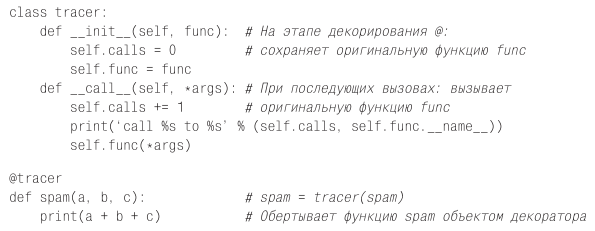 class tracer:
    def __init__(self, func):  # На этапе декорирования @:
        self.calls = 0         # сохраняет оригинальную функцию func
        self.func = func
    def __call__(self, *args): # При последующих вызовах: вызывает
        self.calls += 1        # оригинальную функцию func
        print(‘call %s to %s’ % (self.calls, self.func.__name__))
        self.func(*args)

@tracer
def spam(a, b, c):             # spam = tracer(spam)
    print(a + b + c)           # Обертывает функцию spam объектом декоратора